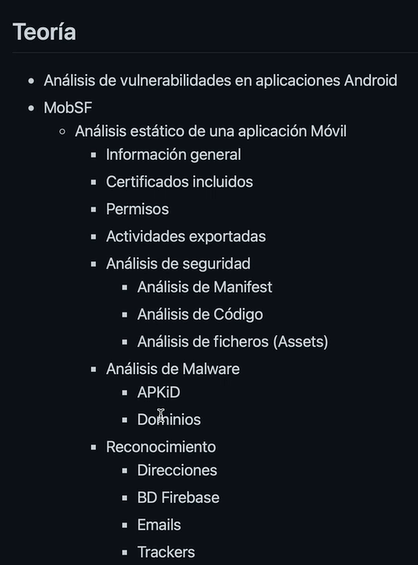 Teoría
Análisis de vulnerabilidades en aplicaciones Android
MobSF
Análisis estático de una aplicación Móvil
Información general
Certificados incluidos
Permisos
Actividades exportadas
Análisis de seguridad
Análisis de Manifest
Análisis de Código
Análisis de ficheros (Assets)
Análisis de Malware
APKiD
Dominios
Reconocimiento
Direcciones
BD Firebase
Emails
Trackers